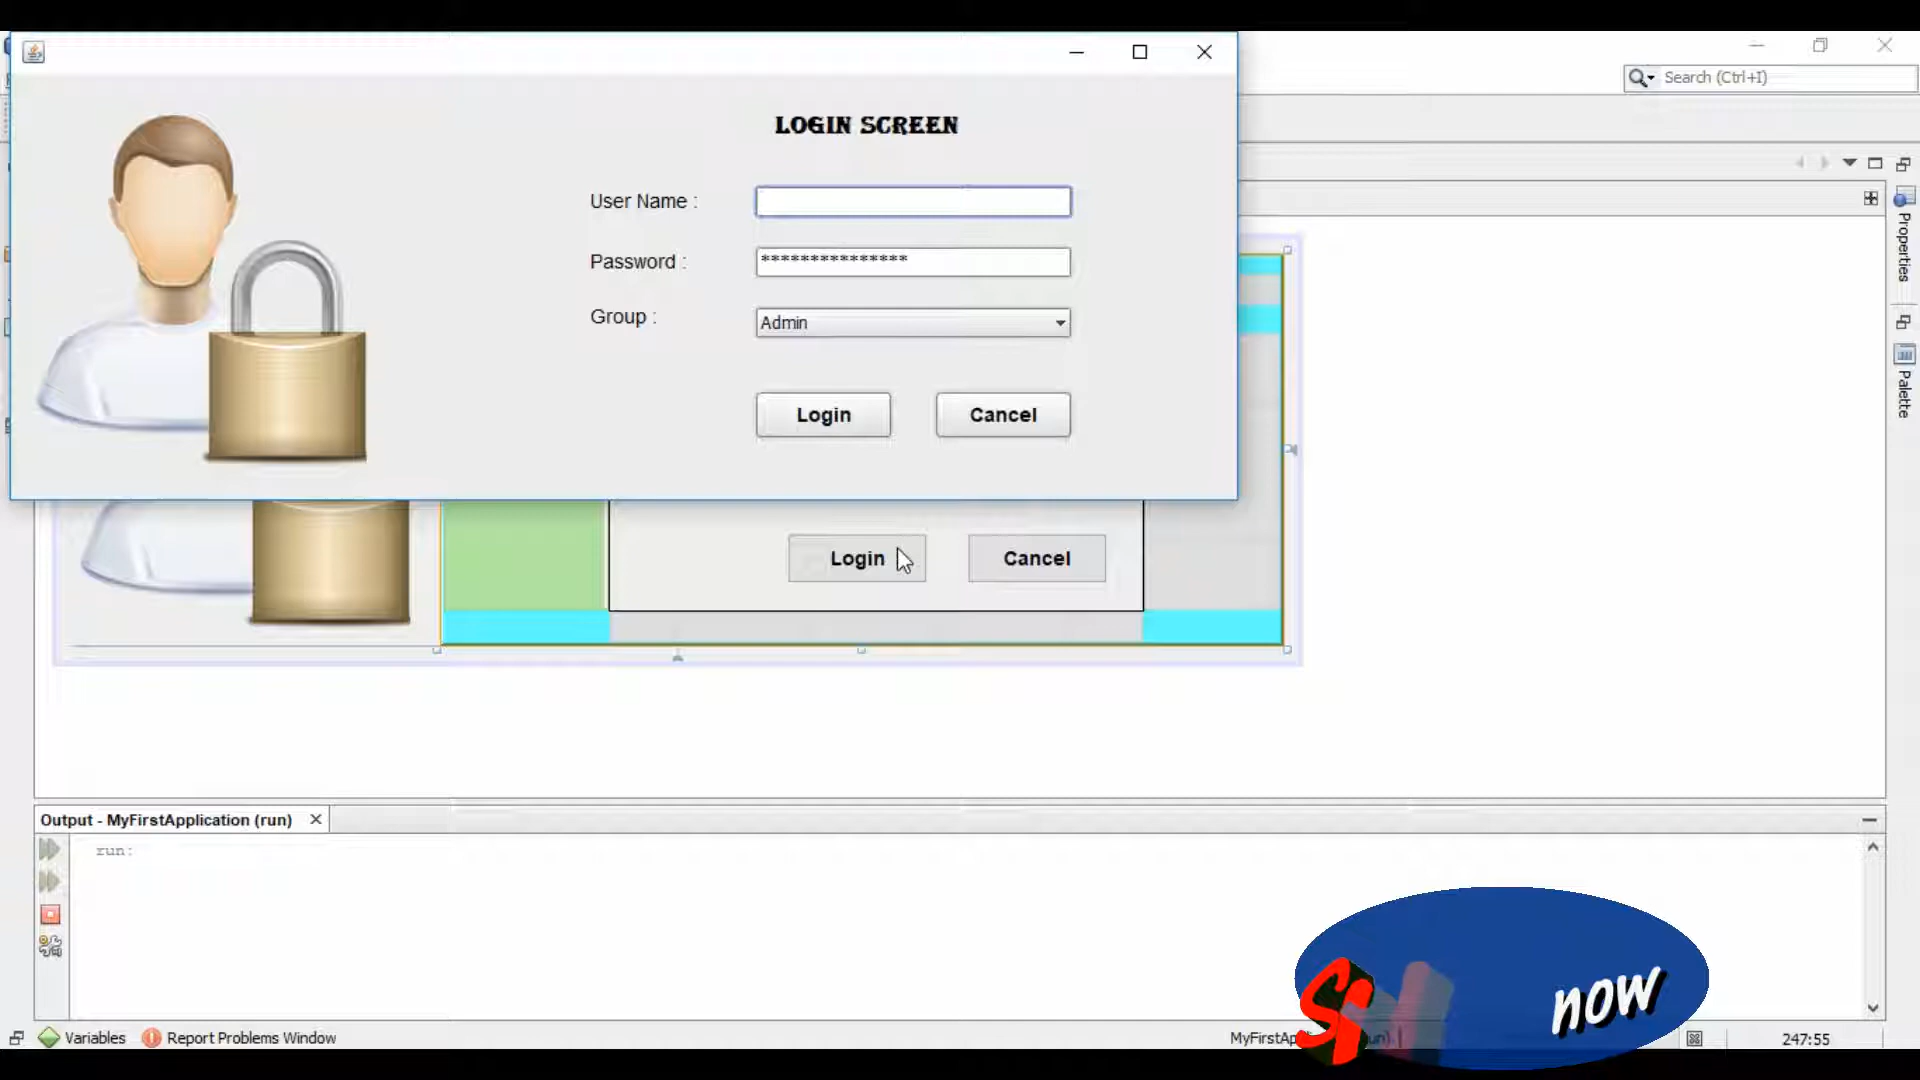 Search (Ctrl+I)
LOGIN SCREEN
User Name :
Password :
***************
Group :
Admin
Login
Cancel
Login
Cancel
Properties
Palette
Output - MyFirstApplication (run)
run:
now
Variables
Report Problems Window
MyFirstAp
un)
247:55